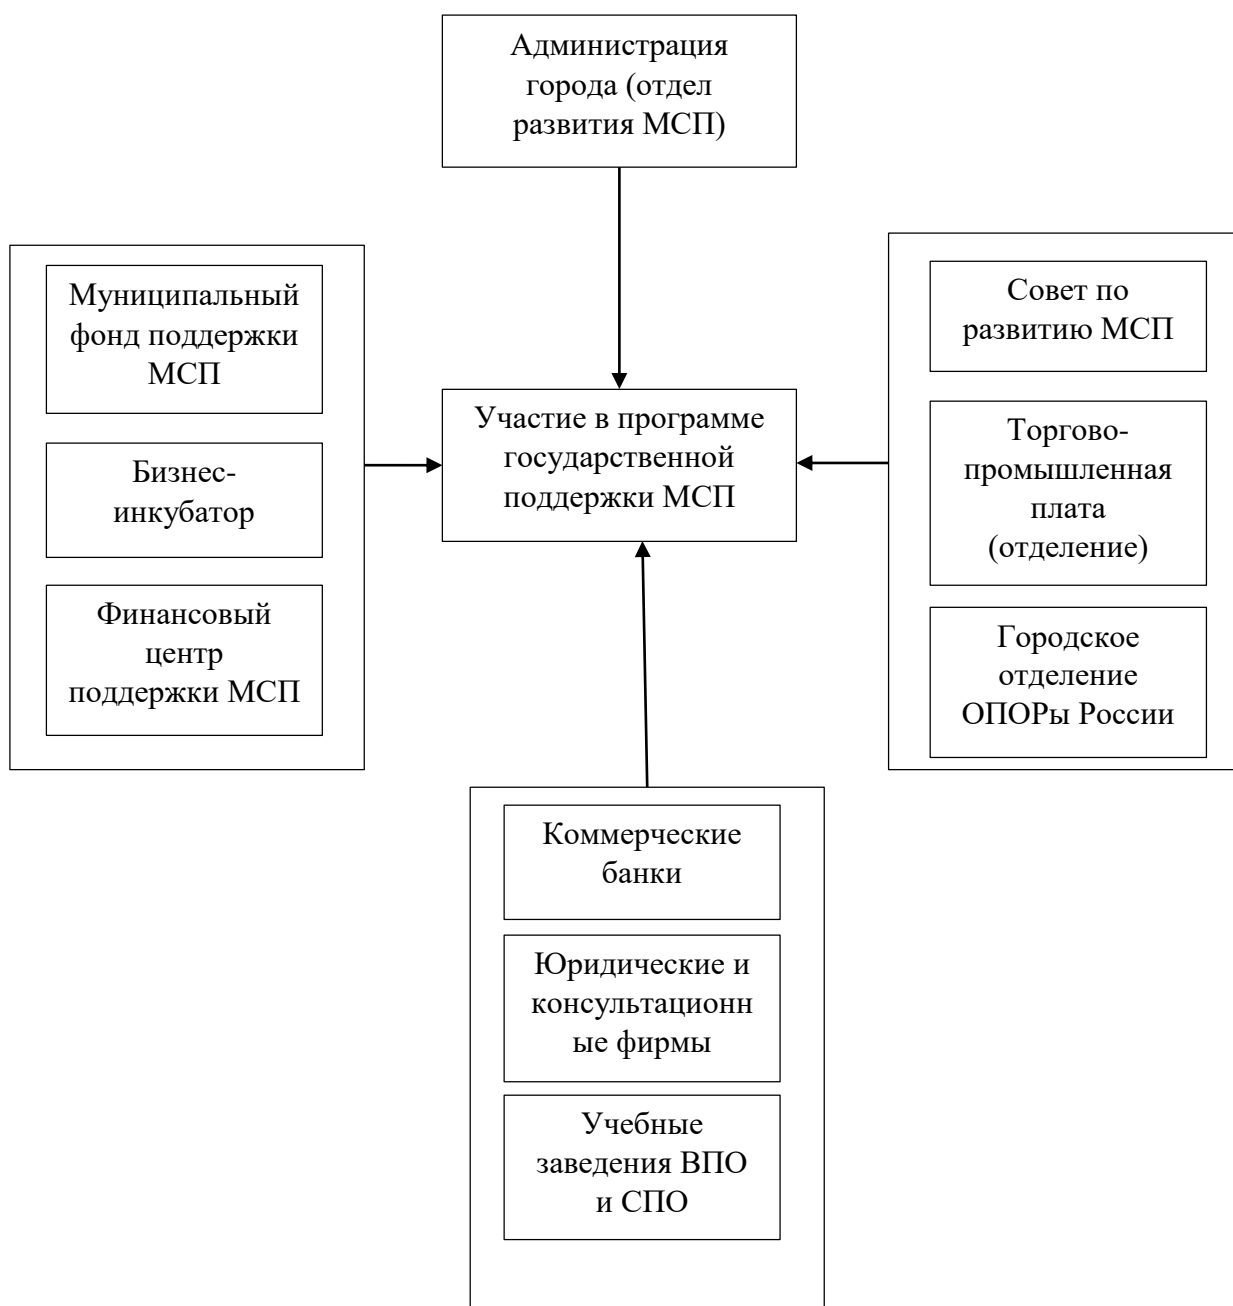 Администрация
города (отдел
развития МСП)
Муниципальный
фонд поддержки
МСП
Бизнес-
инкубатор
Финансовый
центр
поддержки МСП
Участие в программе
государственной
поддержки МСП
Совет по
развитию МСП
Торгово-
промышленная
плата
(отделение)
Городское
отделение
ОПОРы России
Коммерческие
банки
Юридические и
консультационн
ые фирмы
Учебные
заведения ВПО
и СПО